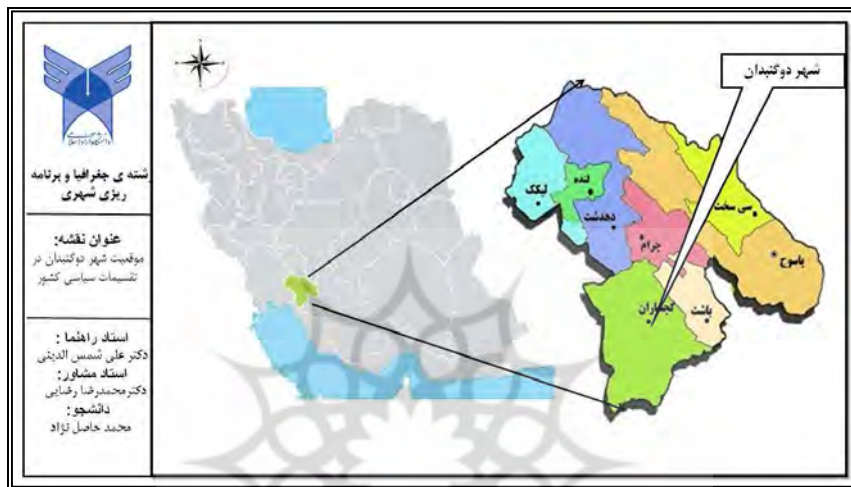 رشته ی جغرافیا و برنامه
ریزی شهری
عنوان نقشه:
موقعیت شهر دوگنبدان در
تقسیمات سیاسی کشور
استاد راهنما :
دکتر علی شمس الدینی
استاد مشاور:
دکتر محمدرضا رضایی
دانشجو:
محمد حاصل نژاد
شهر دوگنبدان
لیکک
لنده
دهدشت
سی سخت
چرام
یاسوج
گچساران
باشت